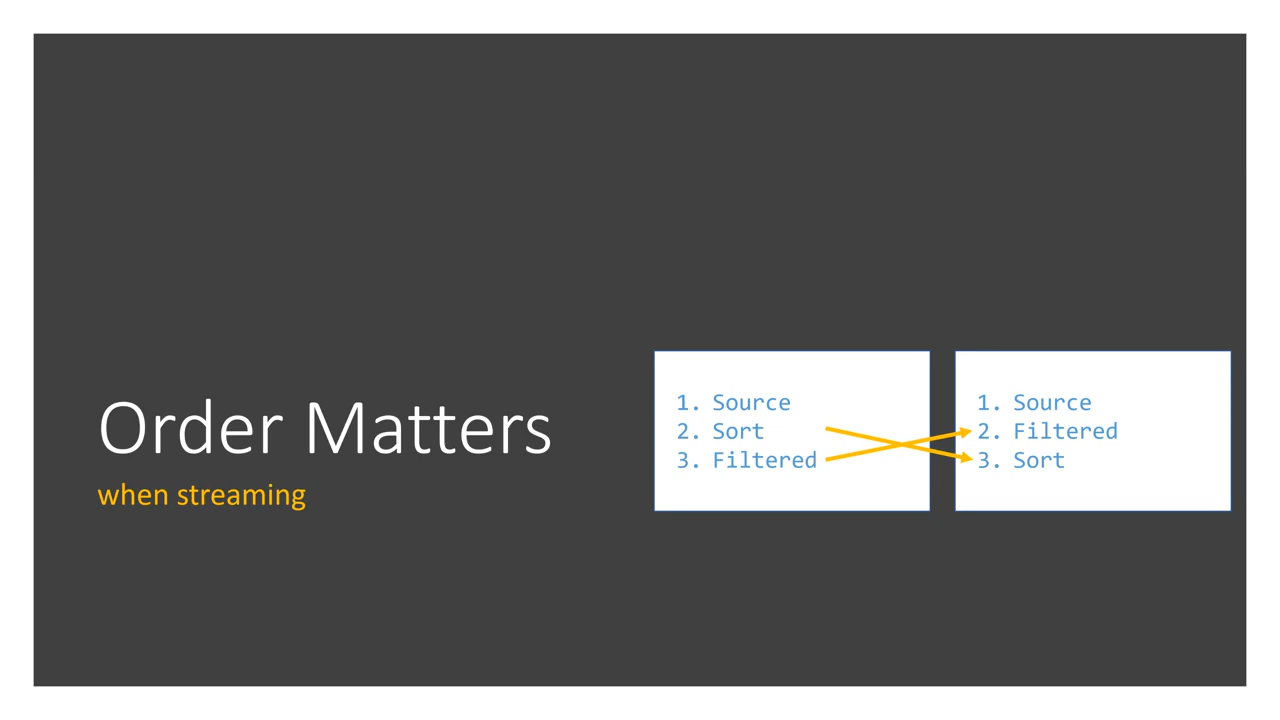 Order Matters
when streaming
1. Source
2. Sort
3. Filtered
1. Source
2. Filtered
3. Sort